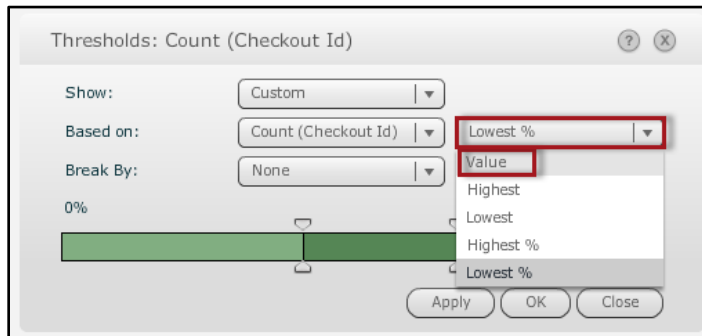 Thresholds: Count (Checkout Id) ? X
Show: Custom
Based on: Count (Checkout Id) Lowest %
Break By: None Value
Highest
0%
Lowest
Highest %
Lowest %
Apply OK Close